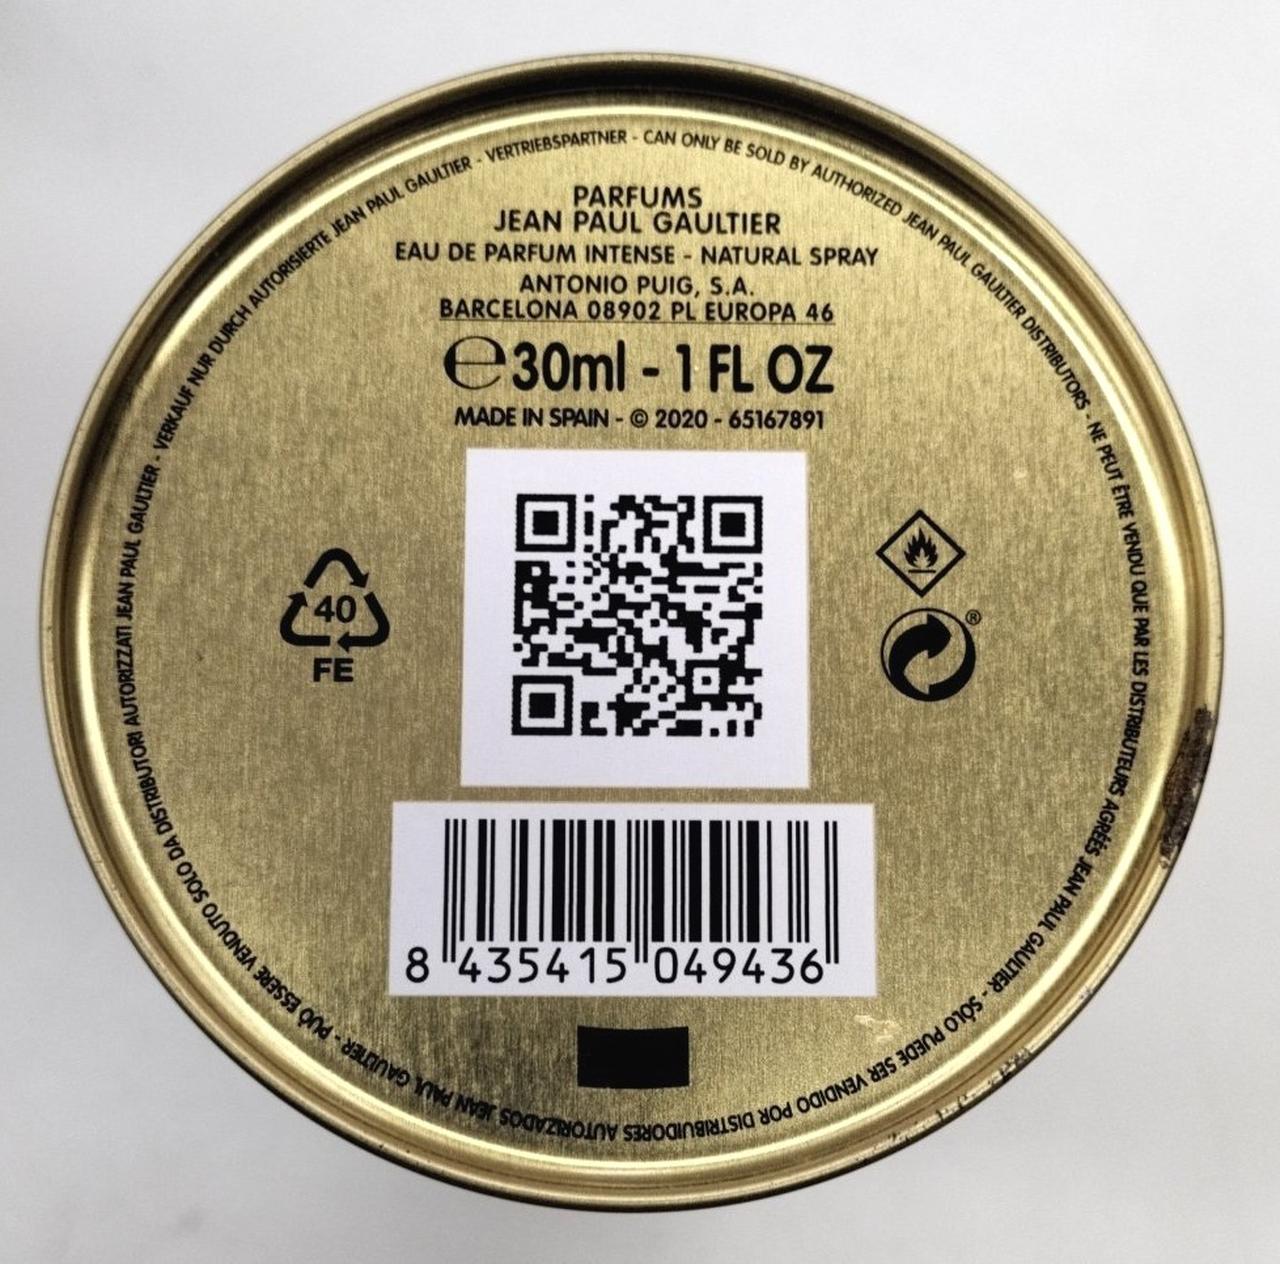 VERKAUF NUR DURCH AUTORISIERTE JEAN PAUL GAULTIER - VERTRIEBSPARTNER - CAN ONLY BE SOLD BY AUTHORIZED JEAN PAUL GAULTIER DISTRIBUTORS - NE PEUT ÊTRE VENDU QUE PAR LES DISTRIBUTEURS AGRÉÉS JEAN PAUL GAULTIER - SÓLO PUEDE SER VENDIDO POR DISTRIBUIDORES AUTORIZADOS JEAN PAUL GAULTIER - PUÓ ESSERE VENDUTO SOLO DA DISTRIBUTORI AUTORIZZATI JEAN PAUL GAULTIER -
PARFUMS
JEAN PAUL GAULTIER
EAU DE PARFUM INTENSE - NATURAL SPRAY
ANTONIO PUIG, S.A.
BARCELONA 08902 PL EUROPA 46
℮30ml - 1 FL OZ
MADE IN SPAIN - © 2020 - 65167891
40
FE
®
8 435415 049436